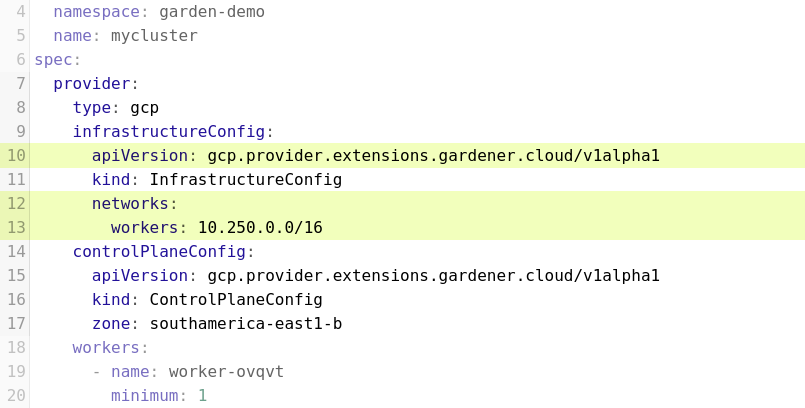 4 namespace: garden-demo
5 name: mycluster
6 spec:
7 provider:
8 type: gcp
9 infrastructureConfig:
10 apiVersion: gcp.provider.extensions.gardener.cloud/v1alpha1
11 kind: InfrastructureConfig
12 networks:
13 workers: 10.250.0.0/16
14 controlPlaneConfig:
15 apiVersion: gcp.provider.extensions.gardener.cloud/v1alpha1
16 kind: ControlPlaneConfig
17 zone: southamerica-east1-b
18 workers:
19 - name: worker-ovqvt
20 minimum: 1